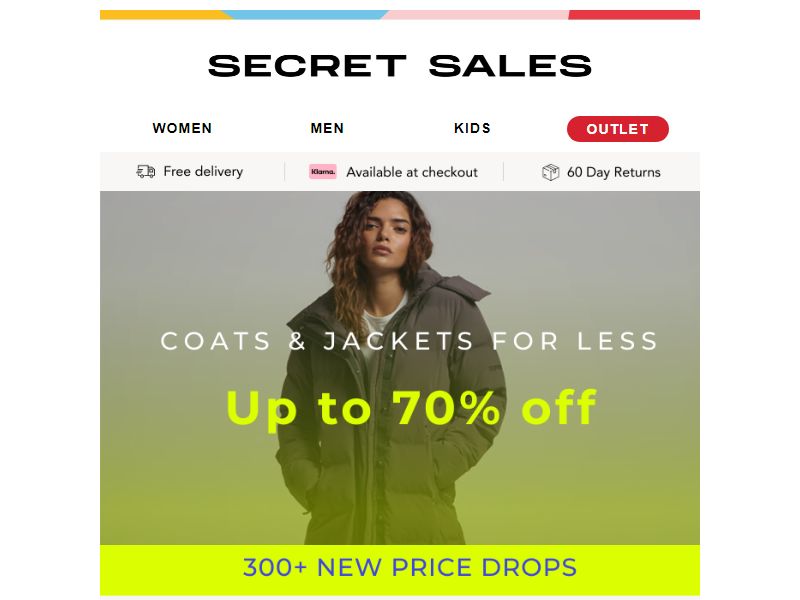 SECRET SALES
WOMEN MEN KIDS OUTLET
Free delivery Klarna. Available at checkout 60 Day Returns
COATS & JACKETS FOR LESS
Up to 70% off
300+ NEW PRICE DROPS